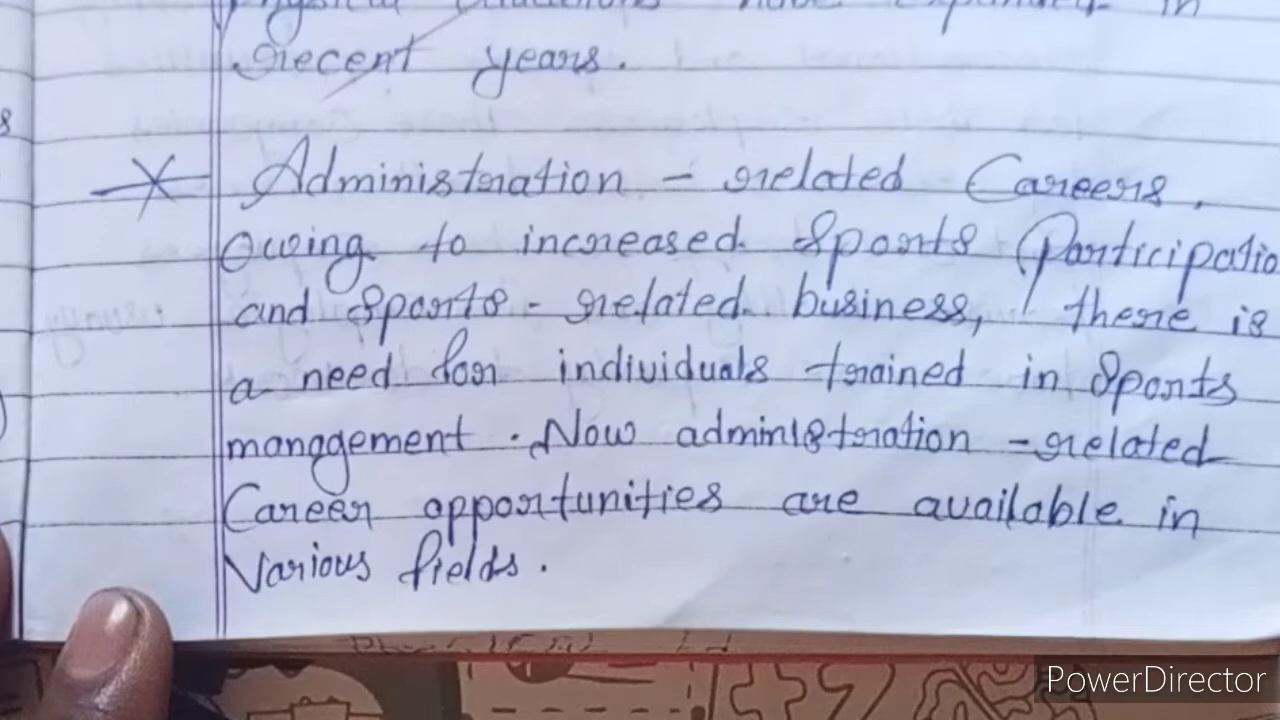 recent years.
Administration - related Careers.
Owing to increased Sports Participatio
and Sports - related business, there is
a need for individuals trained in Sports
management. Now administration - related
Career opportunities are available in
Various fields.
PowerDirector